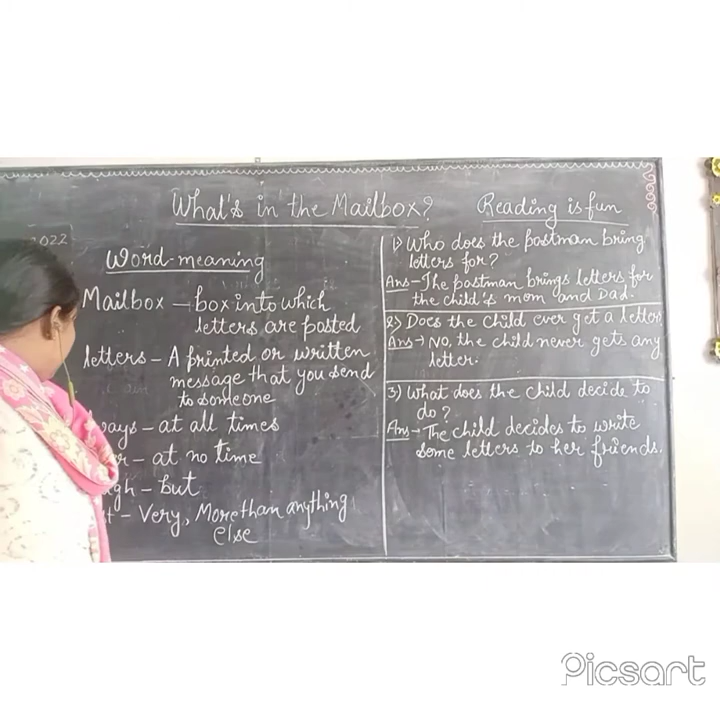 What's in the Mailbox?
Reading is fun
2022
Word-meaning
Mailbox – box into which
letters are posted
letters – A printed or written
message that you send
to someone
– at all times
– at no time
– but
– Very, More than anything
else
1) Who does the postman bring
letters for?
Ans – The postman brings letters for
the child's mom and Dad.
2) Does the child ever get a letter
Ans → No, the child never gets any
letter.
3) What does the child decide to
do?
Ans → The child decides to write
some letters to her friends.
Picsart